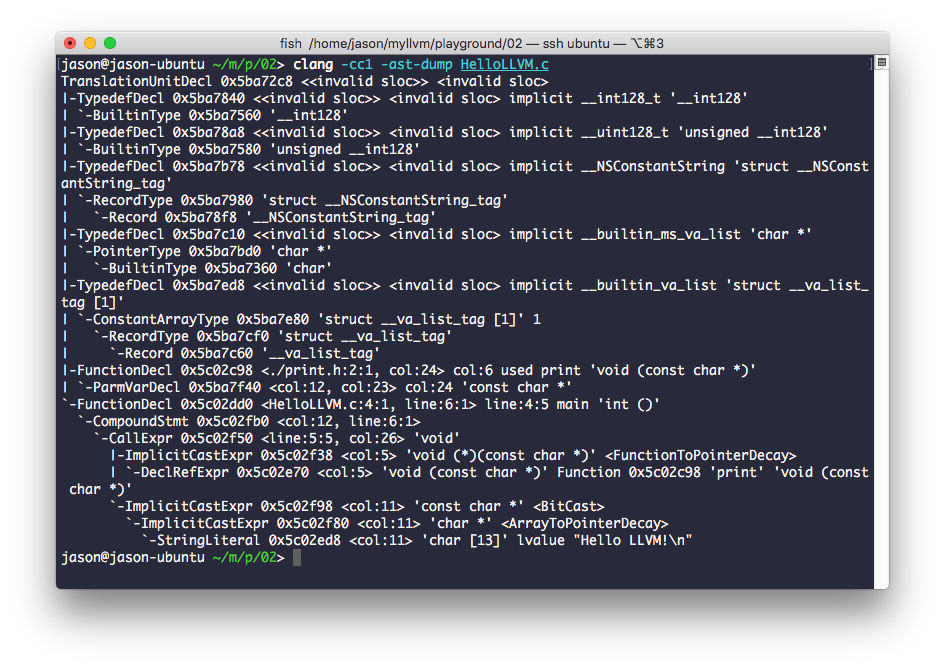 fish /home/jason/myllvm/playground/02 — ssh ubuntu — ⌥⌘3
jason@jason-ubuntu ~/m/p/02> clang -cc1 -ast-dump HelloLLVM.c
TranslationUnitDecl 0x5ba72c8 <<invalid sloc>> <invalid sloc>
|-TypedefDecl 0x5ba7840 <<invalid sloc>> <invalid sloc> implicit __int128_t '__int128'
| `-BuiltinType 0x5ba7560 '__int128'
|-TypedefDecl 0x5ba78a8 <<invalid sloc>> <invalid sloc> implicit __uint128_t 'unsigned __int128'
| `-BuiltinType 0x5ba7580 'unsigned __int128'
|-TypedefDecl 0x5ba7b78 <<invalid sloc>> <invalid sloc> implicit __NSConstantString 'struct __NSConst
antString_tag'
| `-RecordType 0x5ba7980 'struct __NSConstantString_tag'
|   `-Record 0x5ba78f8 '__NSConstantString_tag'
|-TypedefDecl 0x5ba7c10 <<invalid sloc>> <invalid sloc> implicit __builtin_ms_va_list 'char *'
| `-PointerType 0x5ba7bd0 'char *'
|   `-BuiltinType 0x5ba7360 'char'
|-TypedefDecl 0x5ba7ed8 <<invalid sloc>> <invalid sloc> implicit __builtin_va_list 'struct __va_list_
tag [1]'
| `-ConstantArrayType 0x5ba7e80 'struct __va_list_tag [1]' 1
|   `-RecordType 0x5ba7cf0 'struct __va_list_tag'
|     `-Record 0x5ba7c60 '__va_list_tag'
|-FunctionDecl 0x5c02c98 <./print.h:2:1, col:24> col:6 used print 'void (const char *)'
| `-ParmVarDecl 0x5ba7f40 <col:12, col:23> col:24 'const char *'
`-FunctionDecl 0x5c02dd0 <HelloLLVM.c:4:1, line:6:1> line:4:5 main 'int ()'
  `-CompoundStmt 0x5c02fb0 <col:12, line:6:1>
    `-CallExpr 0x5c02f50 <line:5:5, col:26> 'void'
      |-ImplicitCastExpr 0x5c02f38 <col:5> 'void (*)(const char *)' <FunctionToPointerDecay>
      | `-DeclRefExpr 0x5c02e70 <col:5> 'void (const char *)' Function 0x5c02c98 'print' 'void (const
 char *)'
      `-ImplicitCastExpr 0x5c02f98 <col:11> 'const char *' <BitCast>
        `-ImplicitCastExpr 0x5c02f80 <col:11> 'char *' <ArrayToPointerDecay>
          `-StringLiteral 0x5c02ed8 <col:11> 'char [13]' lvalue "Hello LLVM!\n"
jason@jason-ubuntu ~/m/p/02>